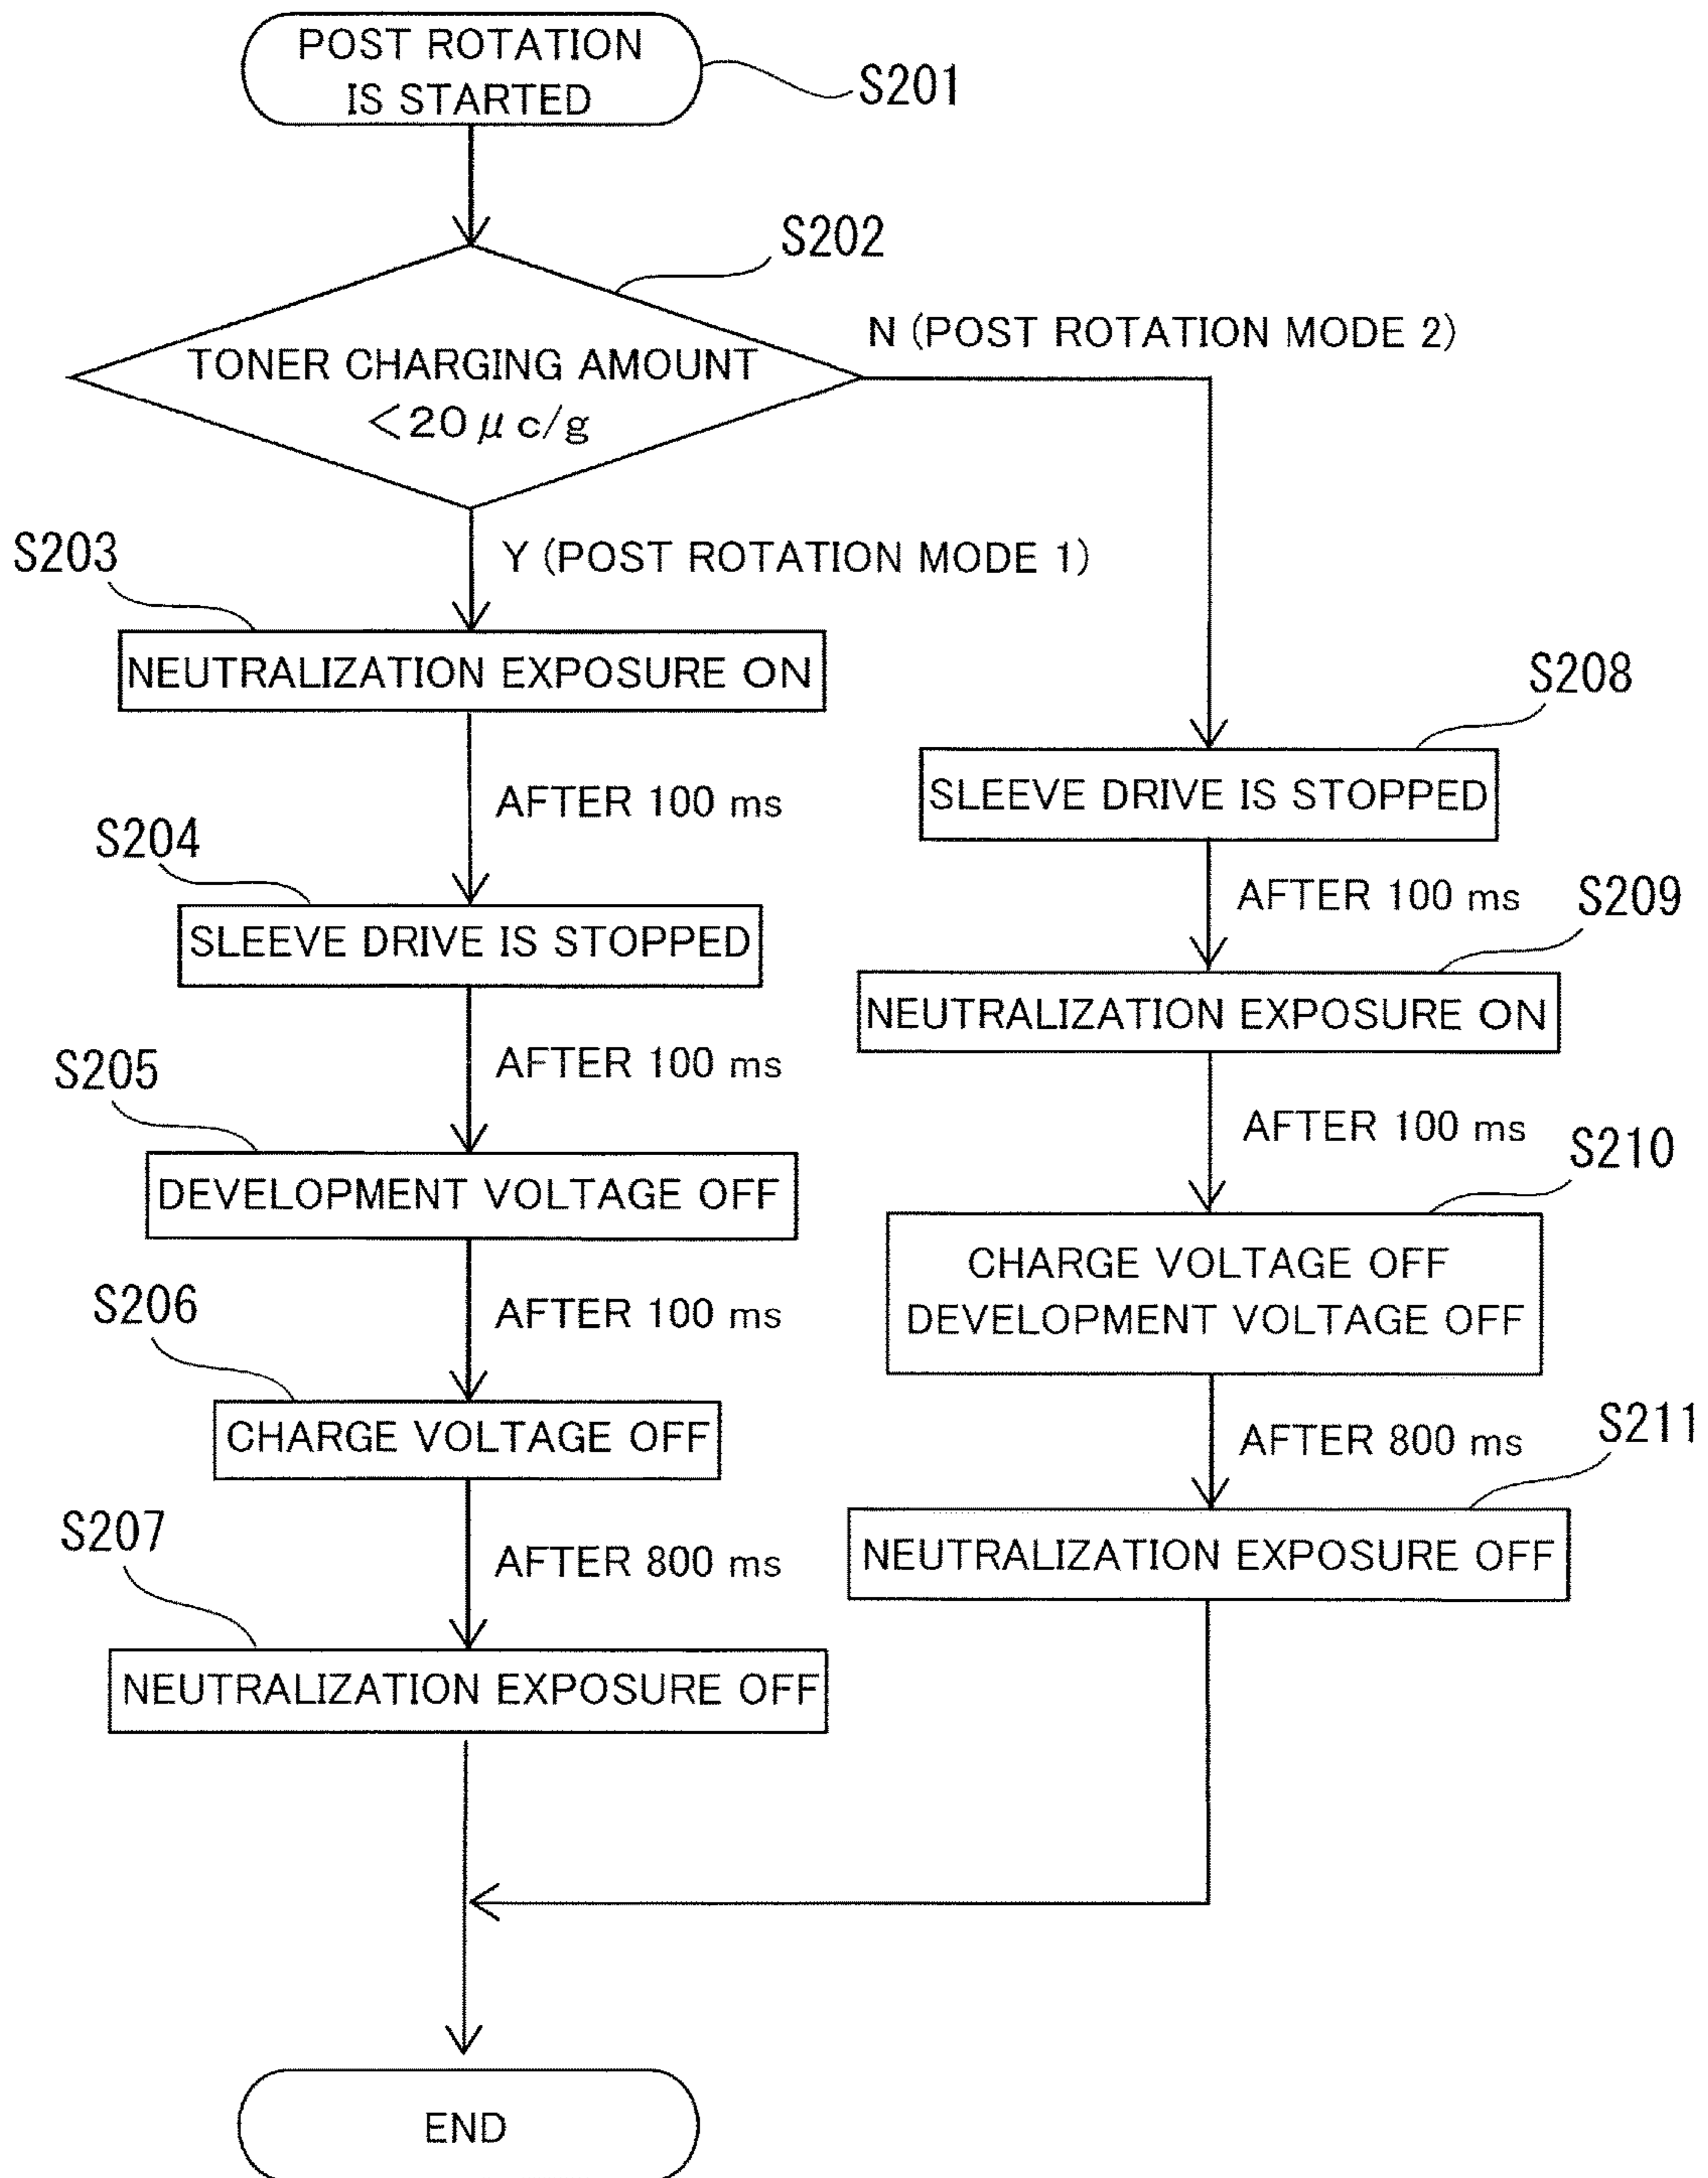 POST ROTATION
IS STARTED
S201
S202
TONER CHARGING AMOUNT
<20μc/g
N (POST ROTATION MODE 2)
Y (POST ROTATION MODE 1)
S203
NEUTRALIZATION EXPOSURE ON
AFTER 100 ms
S204
SLEEVE DRIVE IS STOPPED
AFTER 100 ms
S205
DEVELOPMENT VOLTAGE OFF
AFTER 100 ms
S206
CHARGE VOLTAGE OFF
AFTER 800 ms
S207
NEUTRALIZATION EXPOSURE OFF
S208
SLEEVE DRIVE IS STOPPED
AFTER 100 ms
S209
NEUTRALIZATION EXPOSURE ON
AFTER 100 ms
S210
CHARGE VOLTAGE OFF
DEVELOPMENT VOLTAGE OFF
AFTER 800 ms
S211
NEUTRALIZATION EXPOSURE OFF
END